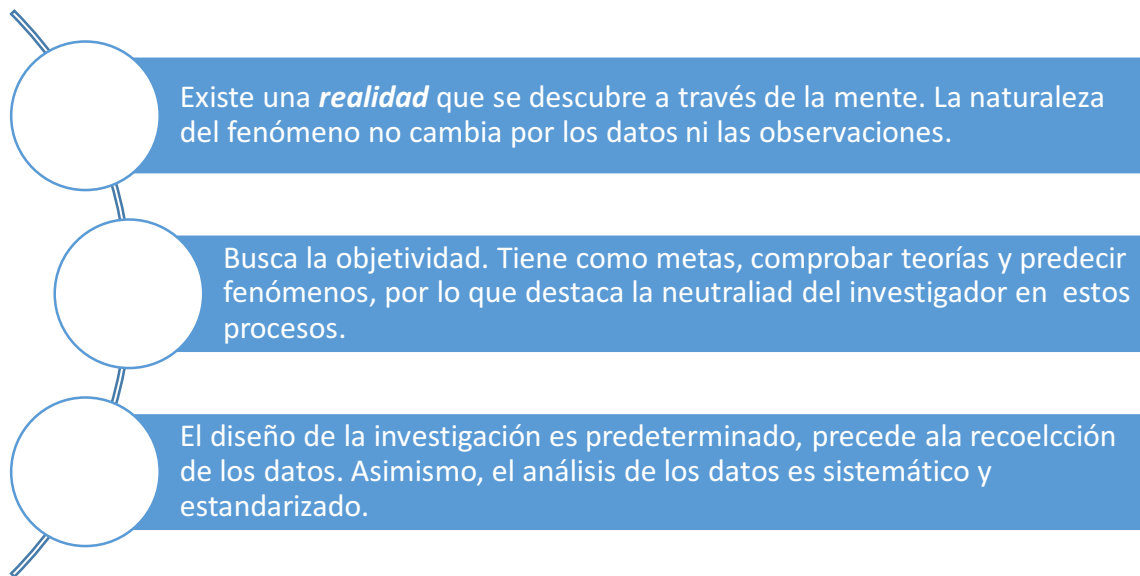 Existe una realidad que se descubre a través de la mente. La naturaleza
del fenómeno no cambia por los datos ni las observaciones.
Busca la objetividad. Tiene como metas, comprobar teorías y predecir
fenómenos, por lo que destaca la neutraliad del investigador en estos
procesos.
El diseño de la investigación es predeterminado, precede ala recoelcción
de los datos. Asimismo, el análisis de los datos es sistemático y
estandarizado.